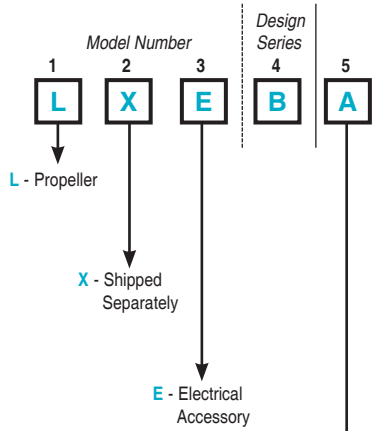 Design
Model Number Series
1 2 3 4 5
L X E B A
L - Propeller
X - Shipped
Separately
E - Electrical
Accessory